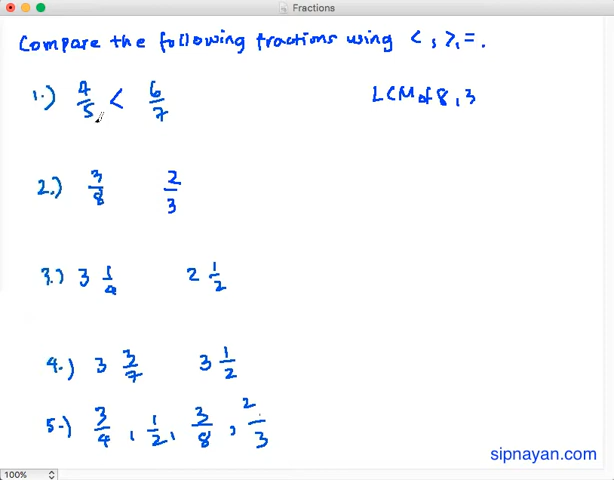 Fractions
Compare the following fractions using <, >, =.
1.) 4/5 < 6/7
LCM of 8, 3
2.) 3/8 2/3
3.) 3 1/4 2 1/2
4.) 3 3/7 3 1/2
5.) 3/4, 1/2, 3/8, 2/3
sipnayan.com
100%